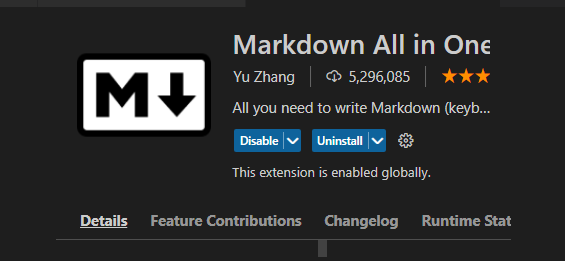 Markdown All in One
M
Yu Zhang | 5,296,085 |
All you need to write Markdown (keyb...
Disable Uninstall
This extension is enabled globally.
Details Feature Contributions Changelog Runtime Stat